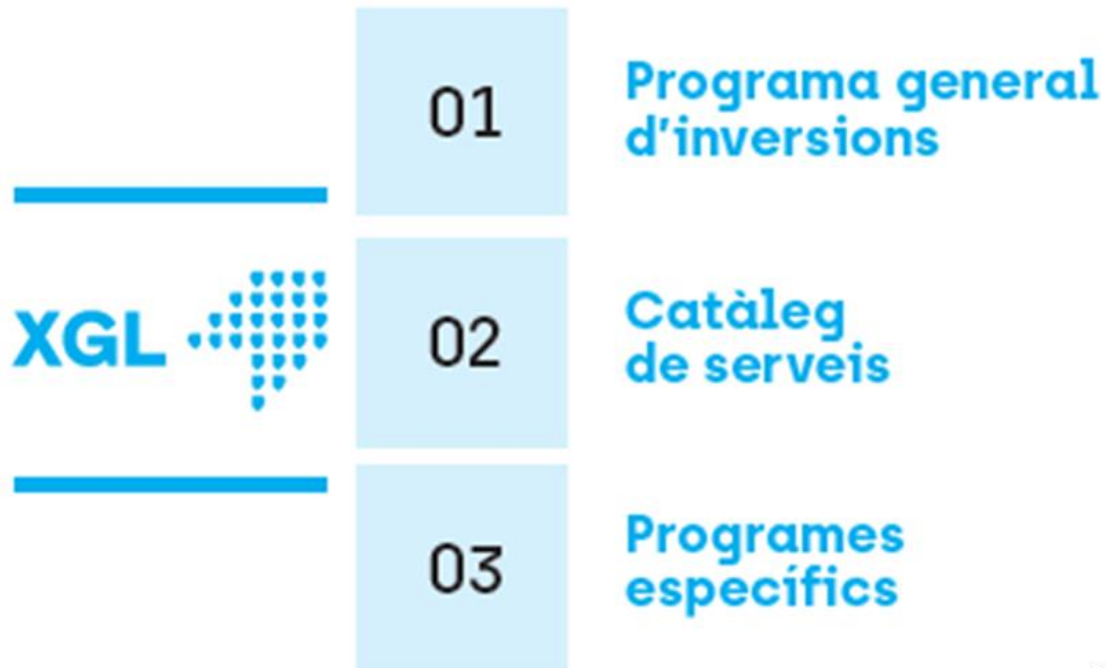 XGL
01
Programa general
d'inversions
02
Catàleg
de serveis
03
Programes
específics